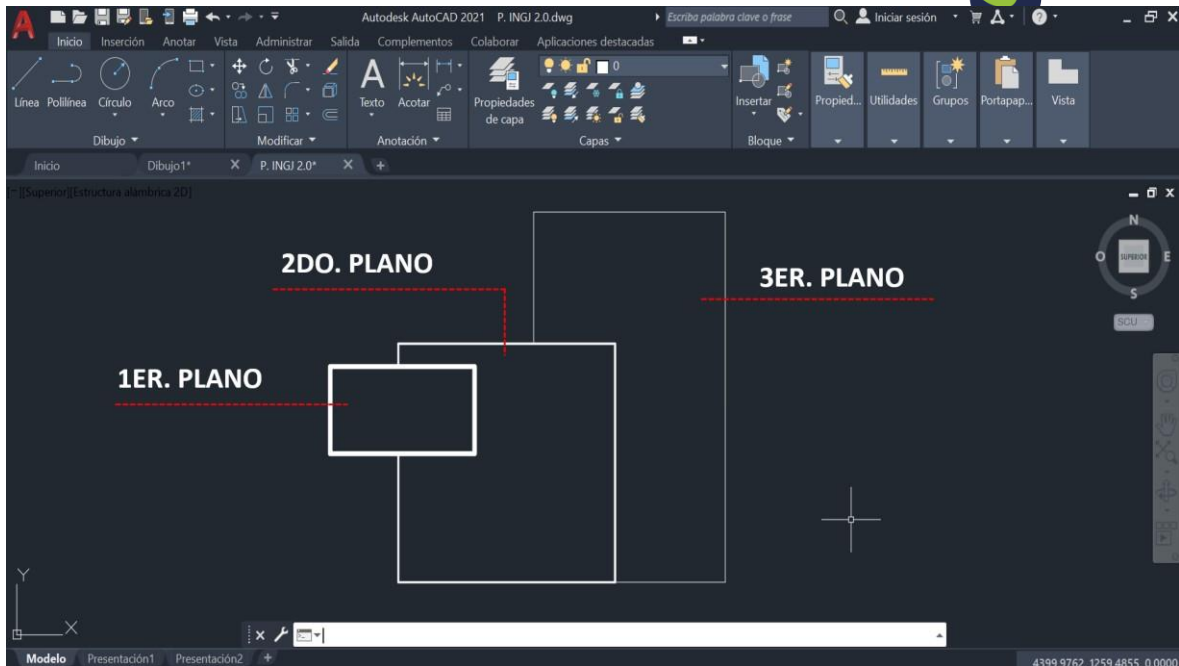 Autodesk AutoCAD 2021 P. INGJ 2.0.dwg
Escriba palabra clave o frase
Iniciar sesión
Inicio Inserción Anotar Vista Administrar Salida Complementos Colaborar Aplicaciones destacadas
0
Línea Polilínea Círculo Arco
Texto Acotar
Propiedades de capa
Insertar
Propied... Utilidades Grupos Portapap... Vista
Dibujo Modificar Anotación Capas Bloque
Inicio Dibujo1* P. INGJ 2.0*
[−][Superior][Estructura alámbrica 2D]
N
O SUPERIOR E
S
SCU
2DO. PLANO
3ER. PLANO
1ER. PLANO
Y
X
Modelo Presentación1 Presentación2 +
4399.9762, 1259.4855, 0.0000